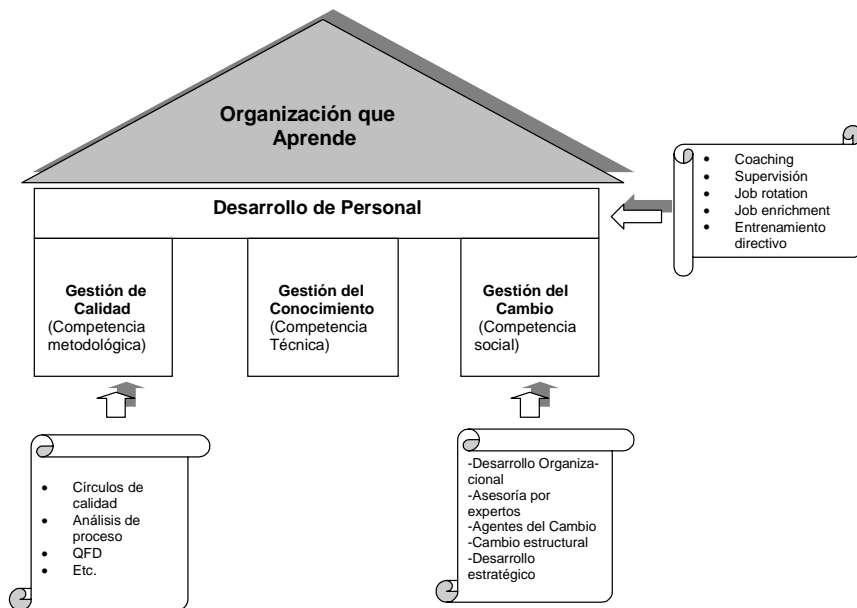 Organización que
Aprende
Desarrollo de Personal
• Coaching
• Supervisión
• Job rotation
• Job enrichment
• Entrenamiento
directivo
Gestión de
Calidad
(Competencia
metodológica)
Gestión del
Conocimiento
(Competencia
Técnica)
Gestión del
Cambio
(Competencia
social)
• Círculos de
calidad
• Análisis de
proceso
• QFD
• Etc.
-Desarrollo Organiza-
cional
-Asesoría por
expertos
-Agentes del Cambio
-Cambio estructural
-Desarrollo
estratégico